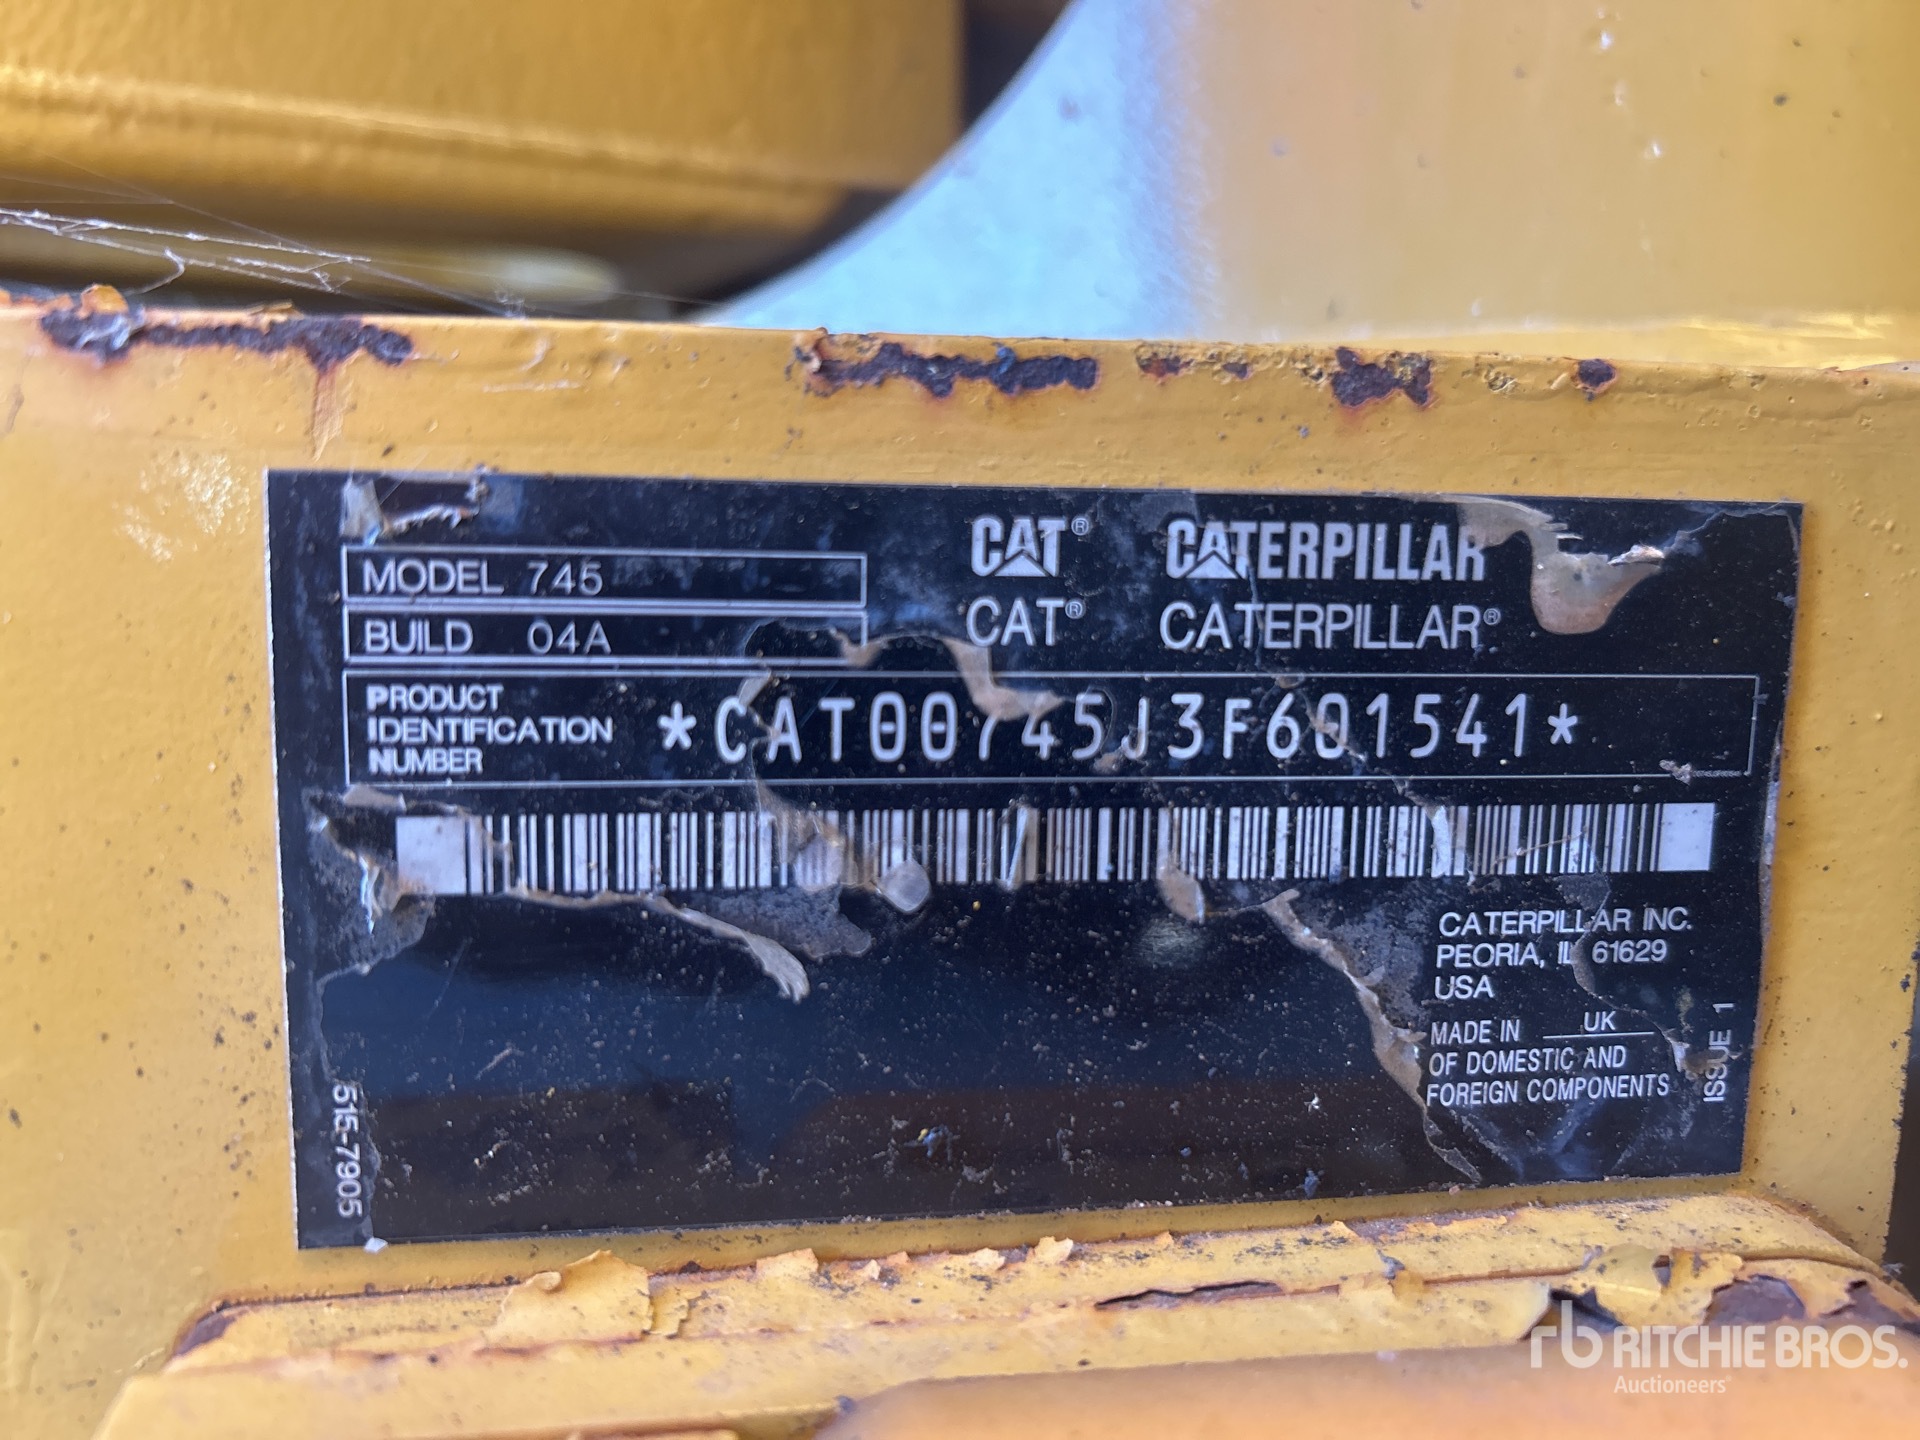 MODEL 745
BUILD 04A
CAT® CATERPILLAR
CAT® CATERPILLAR®
PRODUCT
IDENTIFICATION
NUMBER
*CAT00745J3F601541*
CATERPILLAR INC.
PEORIA, IL 61629
USA
MADE IN UK
OF DOMESTIC AND
FOREIGN COMPONENTS
ISSUE 1
515-7905
rb RITCHIE BROS.
Auctioneers